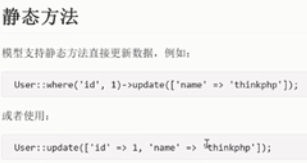 静态方法
模型支持静态方法直接更新数据，例如：
User::where('id', 1)->update(['name' => 'thinkphp']);
或者使用：
User::update(['id' => 1, 'name' => 'thinkphp']);